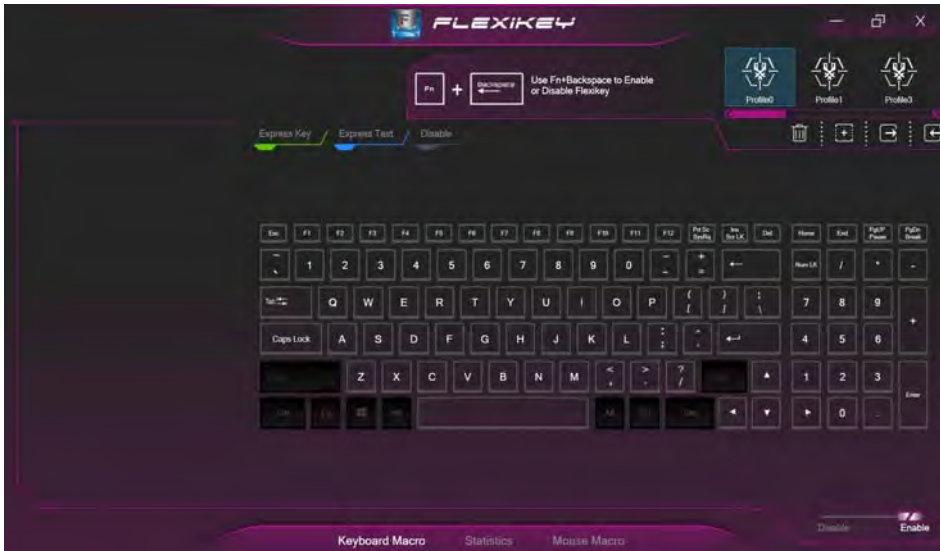 FLEXIKEY
Fn + Backspace
Use Fn+Backspace to Enable
or Disable Flexikey
Profile0 Profile1 Profile3
Express Key / Express Text / Disable
Esc F1 F2 F3 F4 F5 F6 F7 F8 F9 F10 F11 F12 Prt Sc SysRq Ins Scr LK Del Home End PgUP Pause PgDn Break
~ ` 1 2 3 4 5 6 7 8 9 0 - _ + = ← Num LK / * -
Tab Q W E R T Y U I O P ( [ ) ] \ 7 8 9 +
Caps Lock A S D F G H J K L : ; 4 5 6
Z X C V B N M < , > . ? / ▲ 1 2 3 Enter
Alt ◄ ▼ ► 0 .
Disable Enable
Keyboard Macro Statistics Mouse Macro